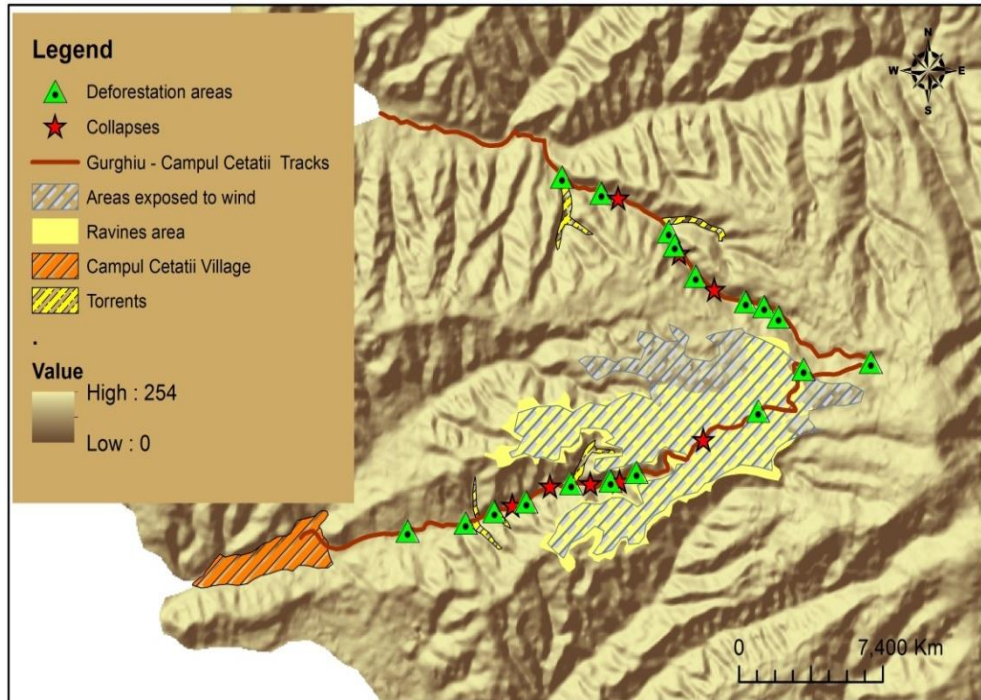 Legend
Deforestation areas
Collapses
Gurghiu - Campul Cetatii Tracks
Areas exposed to wind
Ravines area
Campul Cetatii Village
Torrents
.
Value
High : 254
Low : 0
N
W E
S
0 7,400 Km